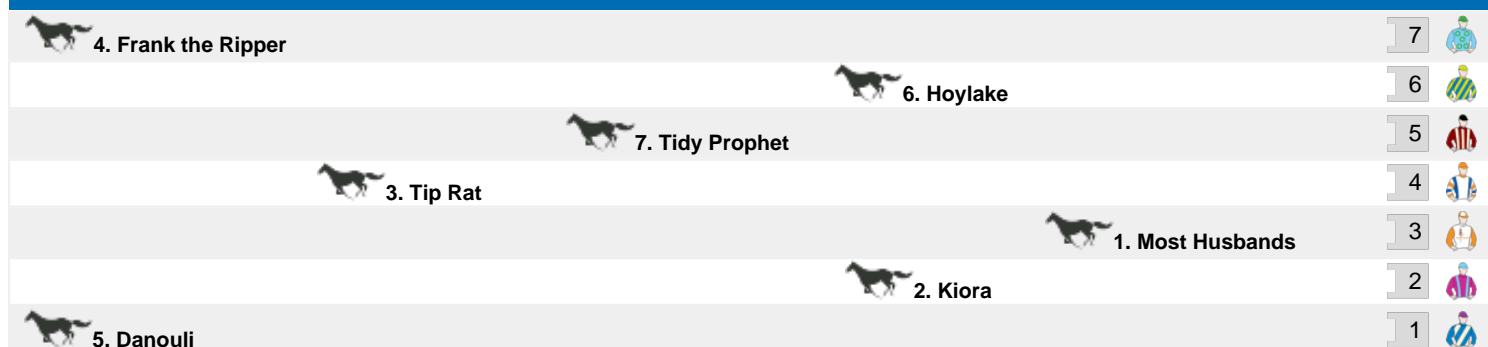 4. Frank the Ripper 7
6. Hoylake 6
7. Tidy Prophet 5
3. Tip Rat 4
1. Most Husbands 3
2. Kiora 2
5. Danouli 1